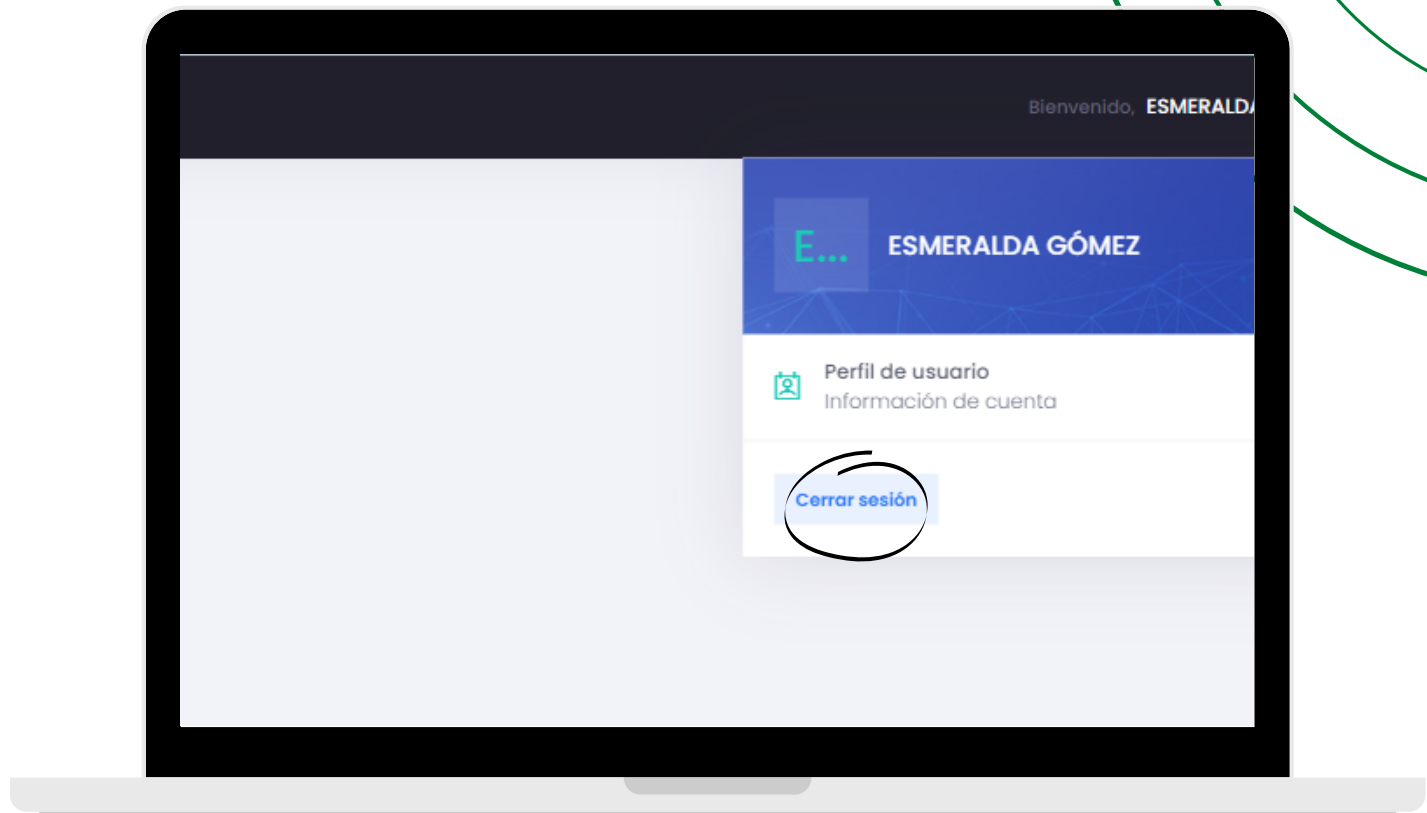 Bienvenido, ESMERALDA
E...
ESMERALDA GÓMEZ
Perfil de usuario
Información de cuenta
Cerrar sesión